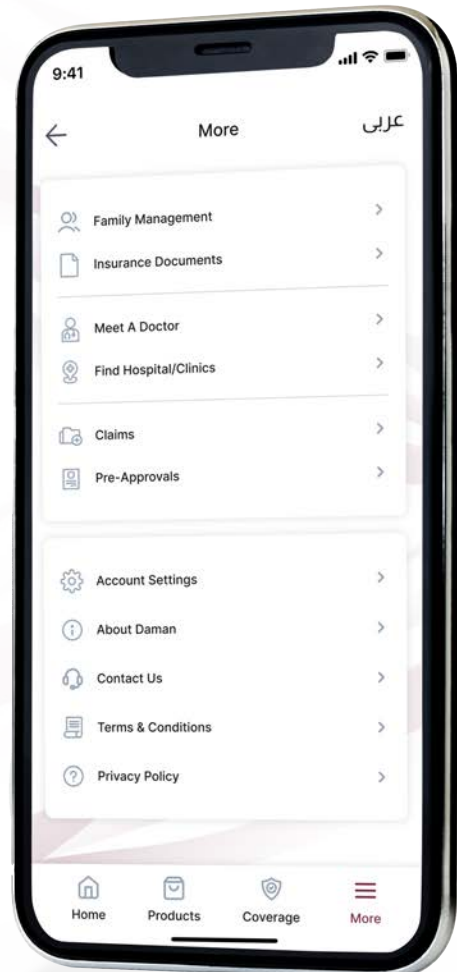 9:41
More
عربى
Family Management
Insurance Documents
Meet A Doctor
Find Hospital/Clinics
Claims
Pre-Approvals
Account Settings
About Daman
Contact Us
Terms & Conditions
Privacy Policy
Home Products Coverage More